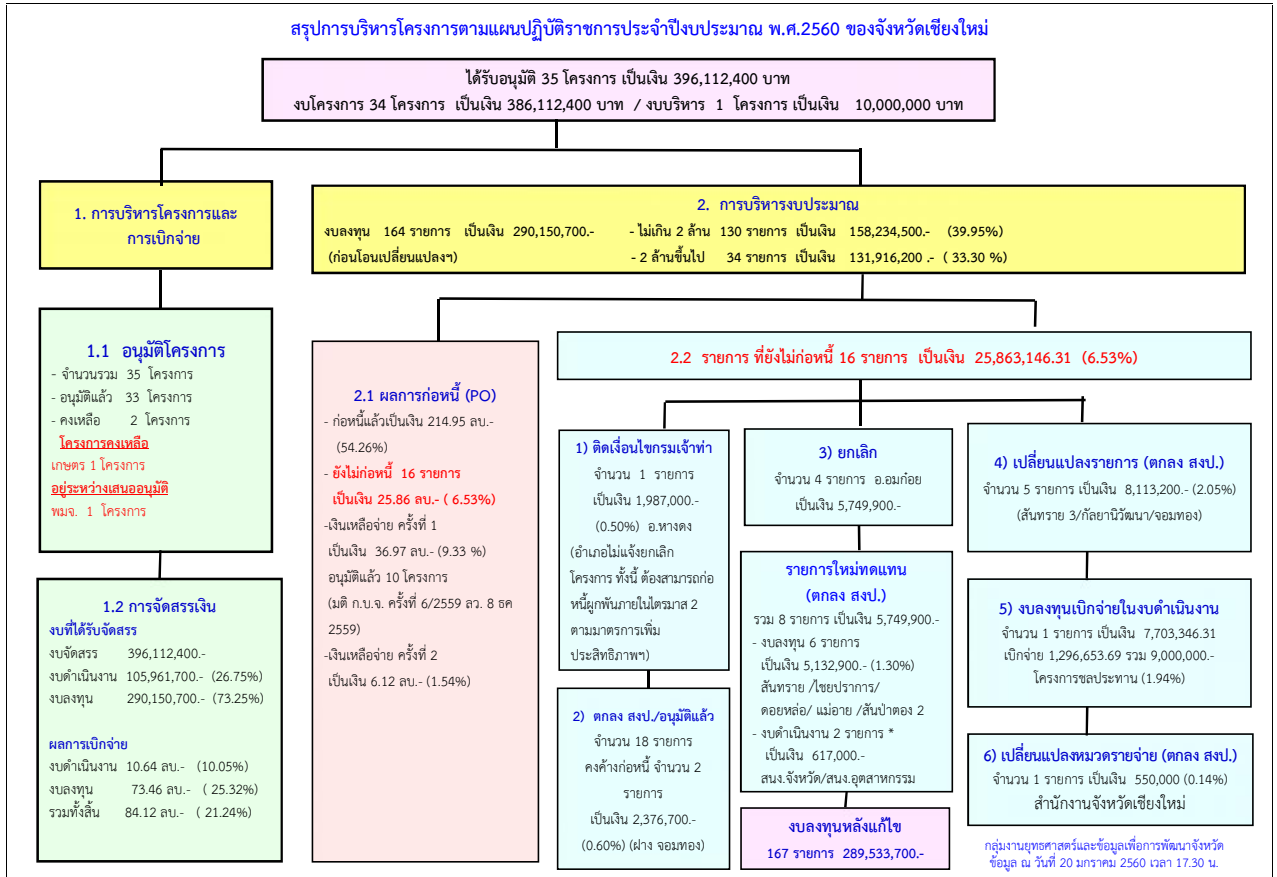 สรุปการบริหารโครงการตามแผนปฏิบัติราชการประจำปีงบประมาณ พ.ศ.2560 ของจังหวัดเชียงใหม่
ได้รับอนุมัติ 35 โครงการ เป็นเงิน 396,112,400 บาท
งบโครงการ 34 โครงการ เป็นเงิน 386,112,400 บาท / งบบริหาร 1 โครงการ เป็นเงิน 10,000,000 บาท
1. การบริหารโครงการและ
การเบิกจ่าย
2. การบริหารงบประมาณ
งบลงทุน 164 รายการ เป็นเงิน 290,150,700.- - ไม่เกิน 2 ล้าน 130 รายการ เป็นเงิน 158,234,500.- (39.95%)
(ก่อนโอนเปลี่ยนแปลงฯ) - 2 ล้านขึ้นไป 34 รายการ เป็นเงิน 131,916,200 .- ( 33.30 %)
1.1 อนุมัติโครงการ
- จำนวนรวม 35 โครงการ
- อนุมัติแล้ว 33 โครงการ
- คงเหลือ 2 โครงการ
โครงการคงเหลือ
เกษตร 1 โครงการ
อยู่ระหว่างเสนออนุมัติ
พมจ. 1 โครงการ
1.2 การจัดสรรเงิน
งบที่ได้รับจัดสรร
งบจัดสรร 396,112,400.-
งบดำเนินงาน 105,961,700.- (26.75%)
งบลงทุน 290,150,700.- (73.25%)
ผลการเบิกจ่าย
งบดำเนินงาน 10.64 ลบ.- (10.05%)
งบลงทุน 73.46 ลบ.- ( 25.32%)
รวมทั้งสิ้น 84.12 ลบ.- ( 21.24%)
2.1 ผลการก่อหนี้ (PO)
- ก่อหนี้แล้วเป็นเงิน 214.95 ลบ.-
(54.26%)
- ยังไม่ก่อหนี้ 16 รายการ
เป็นเงิน 25.86 ลบ.- ( 6.53%)
-เงินเหลือจ่าย ครั้งที่ 1
เป็นเงิน 36.97 ลบ.- (9.33 %)
อนุมัติแล้ว 10 โครงการ
(มติ ก.บ.จ. ครั้งที่ 6/2559 ลว. 8 ธค
2559)
-เงินเหลือจ่าย ครั้งที่ 2
เป็นเงิน 6.12 ลบ.- (1.54%)
2.2 รายการ ที่ยังไม่ก่อหนี้ 16 รายการ เป็นเงิน 25,863,146.31 (6.53%)
1) ติดเงื่อนไขกรมเจ้าท่า
จำนวน 1 รายการ
เป็นเงิน 1,987,000.-
(0.50%) อ.หางดง
(อำเภอไม่แจ้งยกเลิก
โครงการ ทั้งนี้ ต้องสามารถก่อ
หนี้ผูกพันภายในไตรมาส 2
ตามมาตรการเพิ่ม
ประสิทธิภาพฯ)
2) ตกลง สงป./อนุมัติแล้ว
จำนวน 18 รายการ
คงค้างก่อหนี้ จำนวน 2
รายการ
เป็นเงิน 2,376,700.-
(0.60%) (ฝาง จอมทอง)
3) ยกเลิก
จำนวน 4 รายการ อ.อมก๋อย
เป็นเงิน 5,749,900.-
รายการใหม่ทดแทน
(ตกลง สงป.)
รวม 8 รายการ เป็นเงิน 5,749,900.-
- งบลงทุน 6 รายการ
เป็นเงิน 5,132,900.- (1.30%)
สันทราย /ไชยปราการ/
ดอยหล่อ/ แม่อาย /สันป่าตอง 2
- งบดำเนินงาน 2 รายการ *
เป็นเงิน 617,000.-
สนง.จังหวัด/สนง.อุตสาหกรรม
งบลงทุนหลังแก้ไข
167 รายการ 289,533,700.-
4) เปลี่ยนแปลงรายการ (ตกลง สงป.)
จำนวน 5 รายการ เป็นเงิน 8,113,200.- (2.05%)
(สันทราย 3/กัลยานิวัฒนา/จอมทอง)
5) งบลงทุนเบิกจ่ายในงบดำเนินงาน
จำนวน 1 รายการ เป็นเงิน 7,703,346.31
เบิกจ่าย 1,296,653.69 รวม 9,000,000.-
โครงการชลประทาน (1.94%)
6) เปลี่ยนแปลงหมวดรายจ่าย (ตกลง สงป.)
จำนวน 1 รายการ เป็นเงิน 550,000 (0.14%)
สำนักงานจังหวัดเชียงใหม่
กลุ่มงานยุทธศาสตร์และข้อมูลเพื่อการพัฒนาจังหวัด
ข้อมูล ณ วันที่ 20 มกราคม 2560 เวลา 17.30 น.